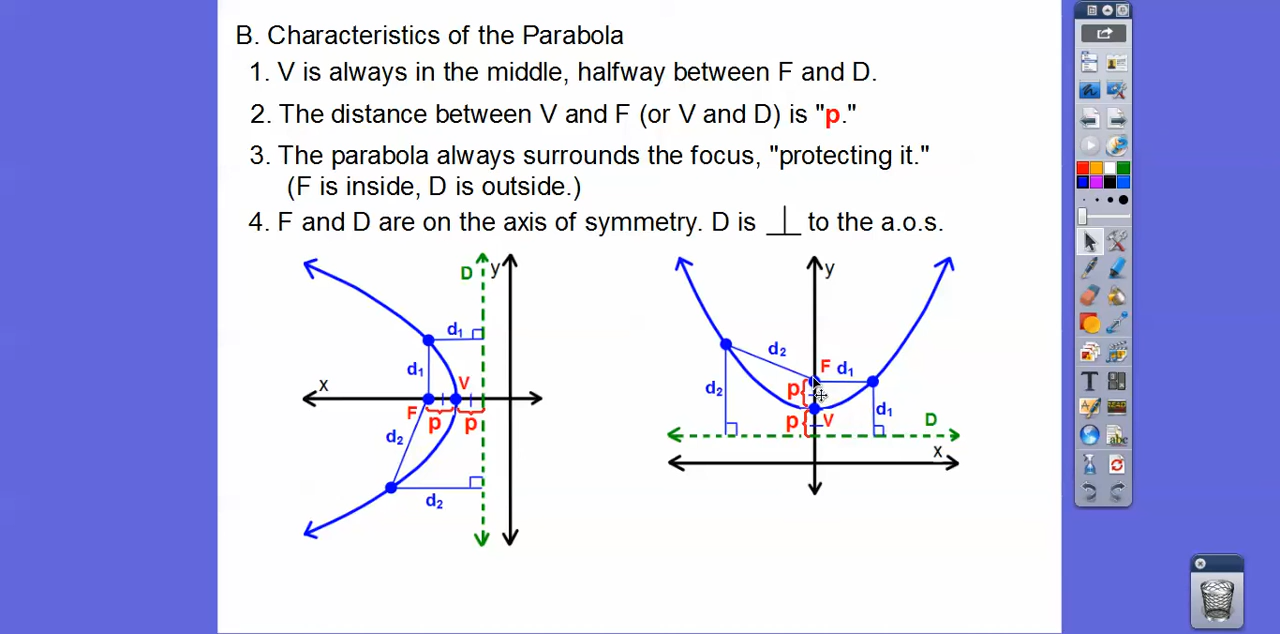 B. Characteristics of the Parabola
1. V is always in the middle, halfway between F and D.
2. The distance between V and F (or V and D) is "p."
3. The parabola always surrounds the focus, "protecting it."
(F is inside, D is outside.)
4. F and D are on the axis of symmetry. D is ⊥ to the a.o.s.
D y
d₁
d₁
x V
F p p
d₂
d₂
y
d₂ F d₁
d₂ p
d₁
p V D
x
T
abc